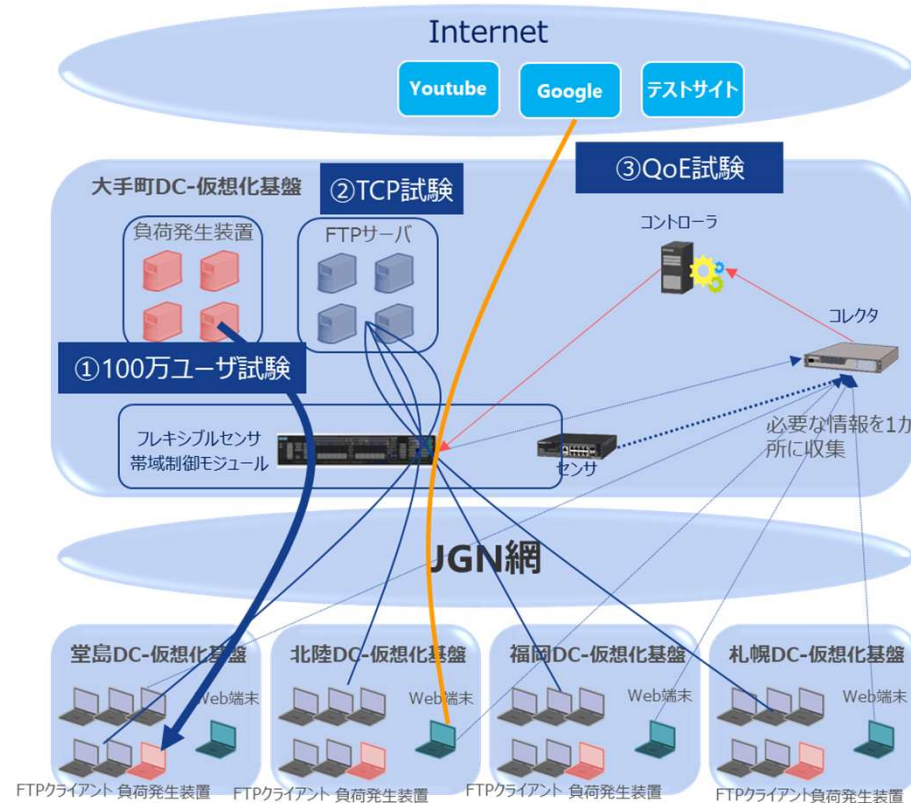 Internet
Youtube
Google
テストサイト
大手町DC-仮想化基盤
②TCP試験
③QoE試験
負荷発生装置
FTPサーバ
コントローラ
コレクタ
①100万ユーザ試験
フレキシブルセンサ
帯域制御モジュール
センサ
必要な情報を1カ
所に収集
JGN網
堂島DC-仮想化基盤
北陸DC-仮想化基盤
福岡DC-仮想化基盤
札幌DC-仮想化基盤
Web端末
Web端末
Web端末
Web端末
FTPクライアント 負荷発生装置
FTPクライアント 負荷発生装置
FTPクライアント 負荷発生装置
FTPクライアント 負荷発生装置